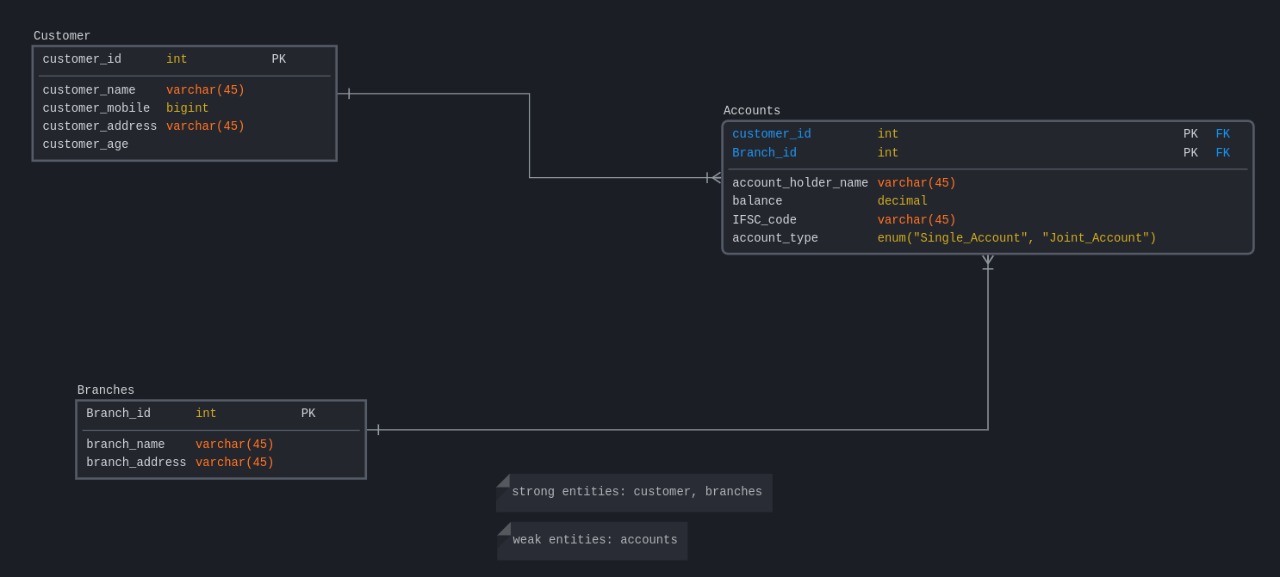 Customer
customer_id int PK
customer_name varchar(45)
customer_mobile bigint
customer_address varchar(45)
customer_age
Accounts
customer_id int PK FK
Branch_id int PK FK
account_holder_name varchar(45)
balance decimal
IFSC_code varchar(45)
account_type enum("Single_Account", "Joint_Account")
Branches
Branch_id int PK
branch_name varchar(45)
branch_address varchar(45)
strong entities: customer, branches
weak entities: accounts